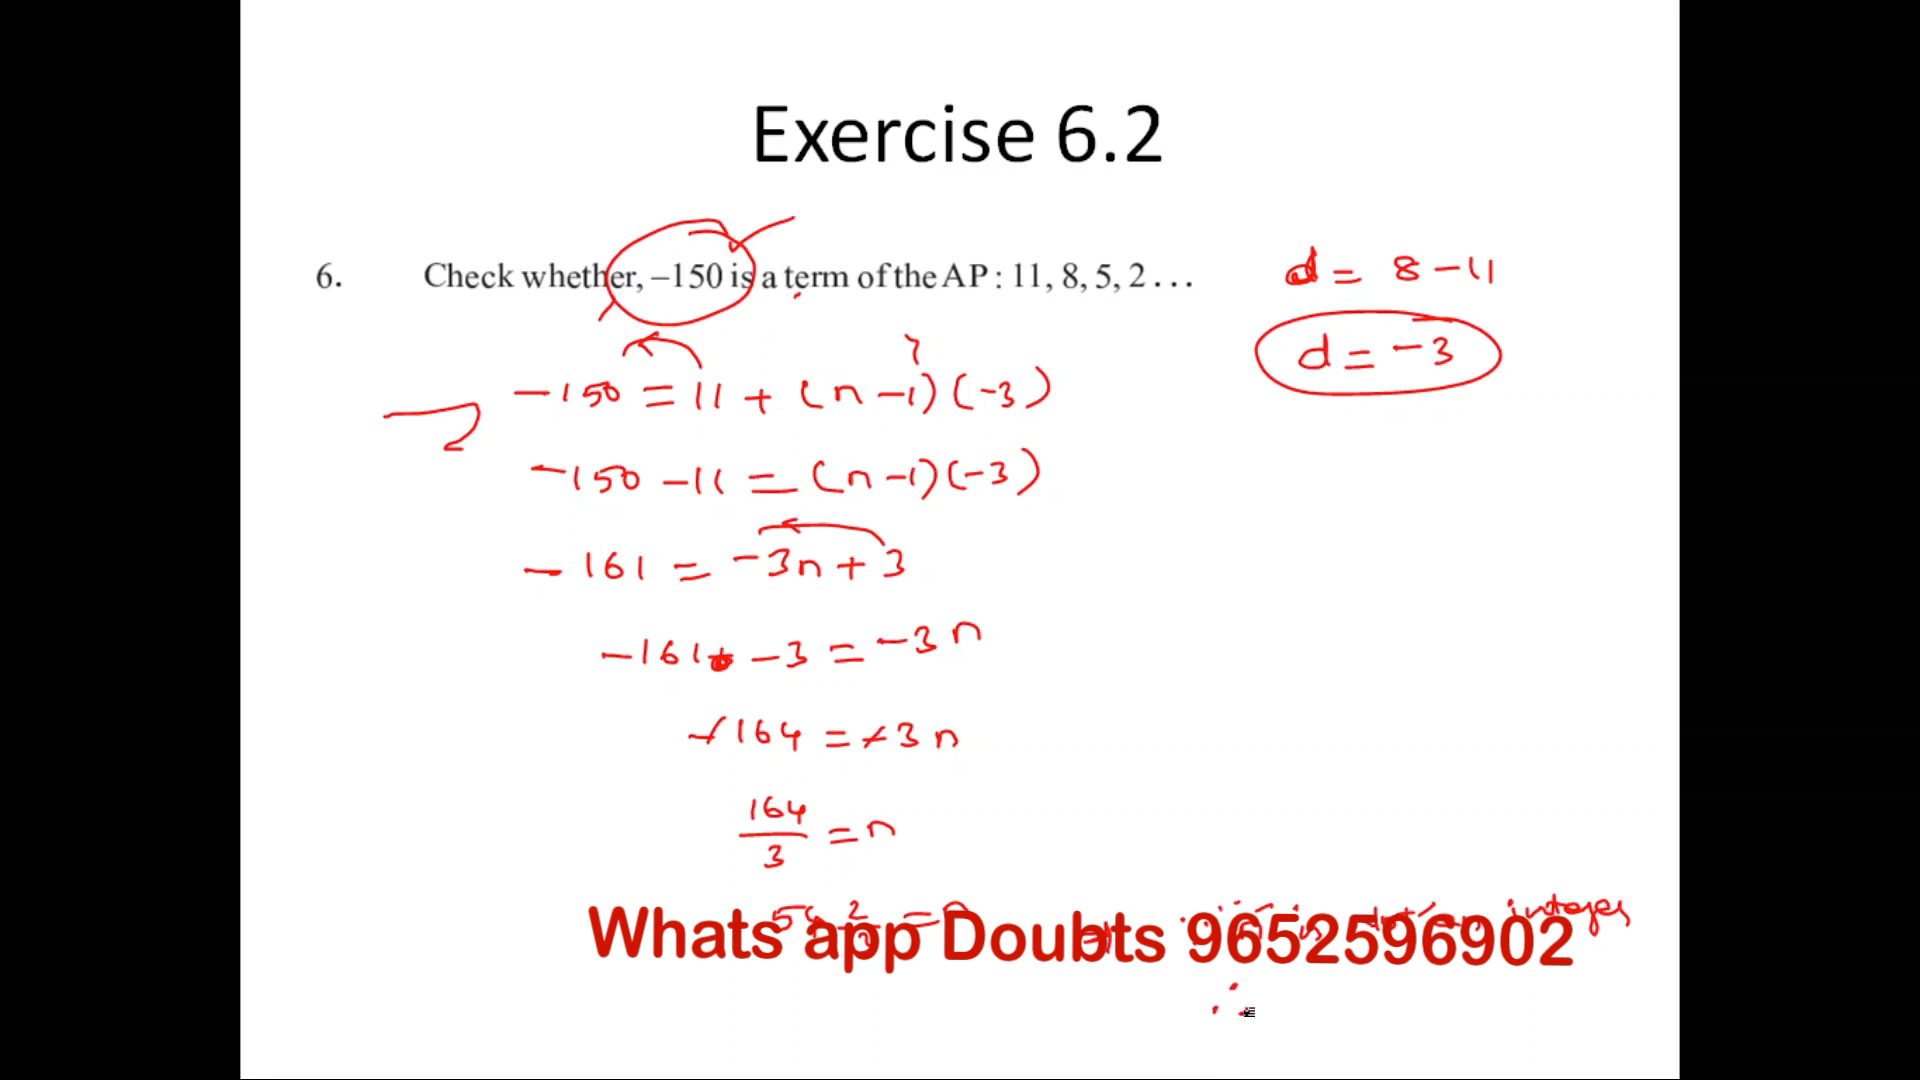 Exercise 6.2
6. Check whether, –150 is a term of the AP : 11, 8, 5, 2 . . .
d = 8 - 11
d = -3
-150 = 11 + (n-1)(-3)
-150 - 11 = (n-1)(-3)
-161 = -3n + 3
-161 -3 = -3n
-164 = -3n
164/3 = n
integer
Whats app Doubts 9652596902
∴